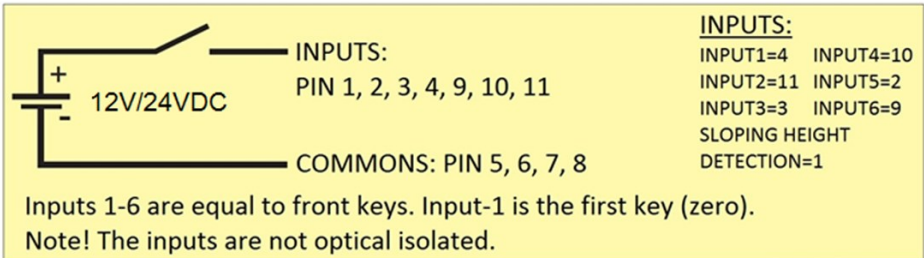 +
12V/24VDC
-
INPUTS:
PIN 1, 2, 3, 4, 9, 10, 11
COMMONS: PIN 5, 6, 7, 8
INPUTS:
INPUT1=4 INPUT4=10
INPUT2=11 INPUT5=2
INPUT3=3 INPUT6=9
SLOPING HEIGHT
DETECTION=1
Inputs 1-6 are equal to front keys. Input-1 is the first key (zero).
Note! The inputs are not optical isolated.